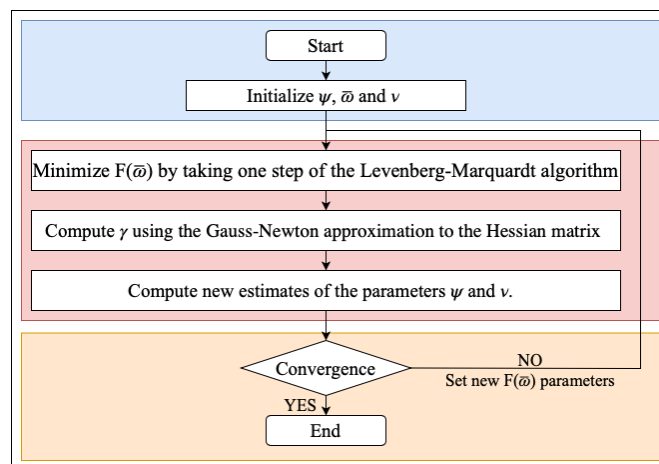 Start
Initialize ψ, ϖ̅ and ν
Minimize F(ϖ̅) by taking one step of the Levenberg-Marquardt algorithm
Compute γ using the Gauss-Newton approximation to the Hessian matrix
Compute new estimates of the parameters ψ and ν.
Convergence
NO
Set new F(ϖ̅) parameters
YES
End